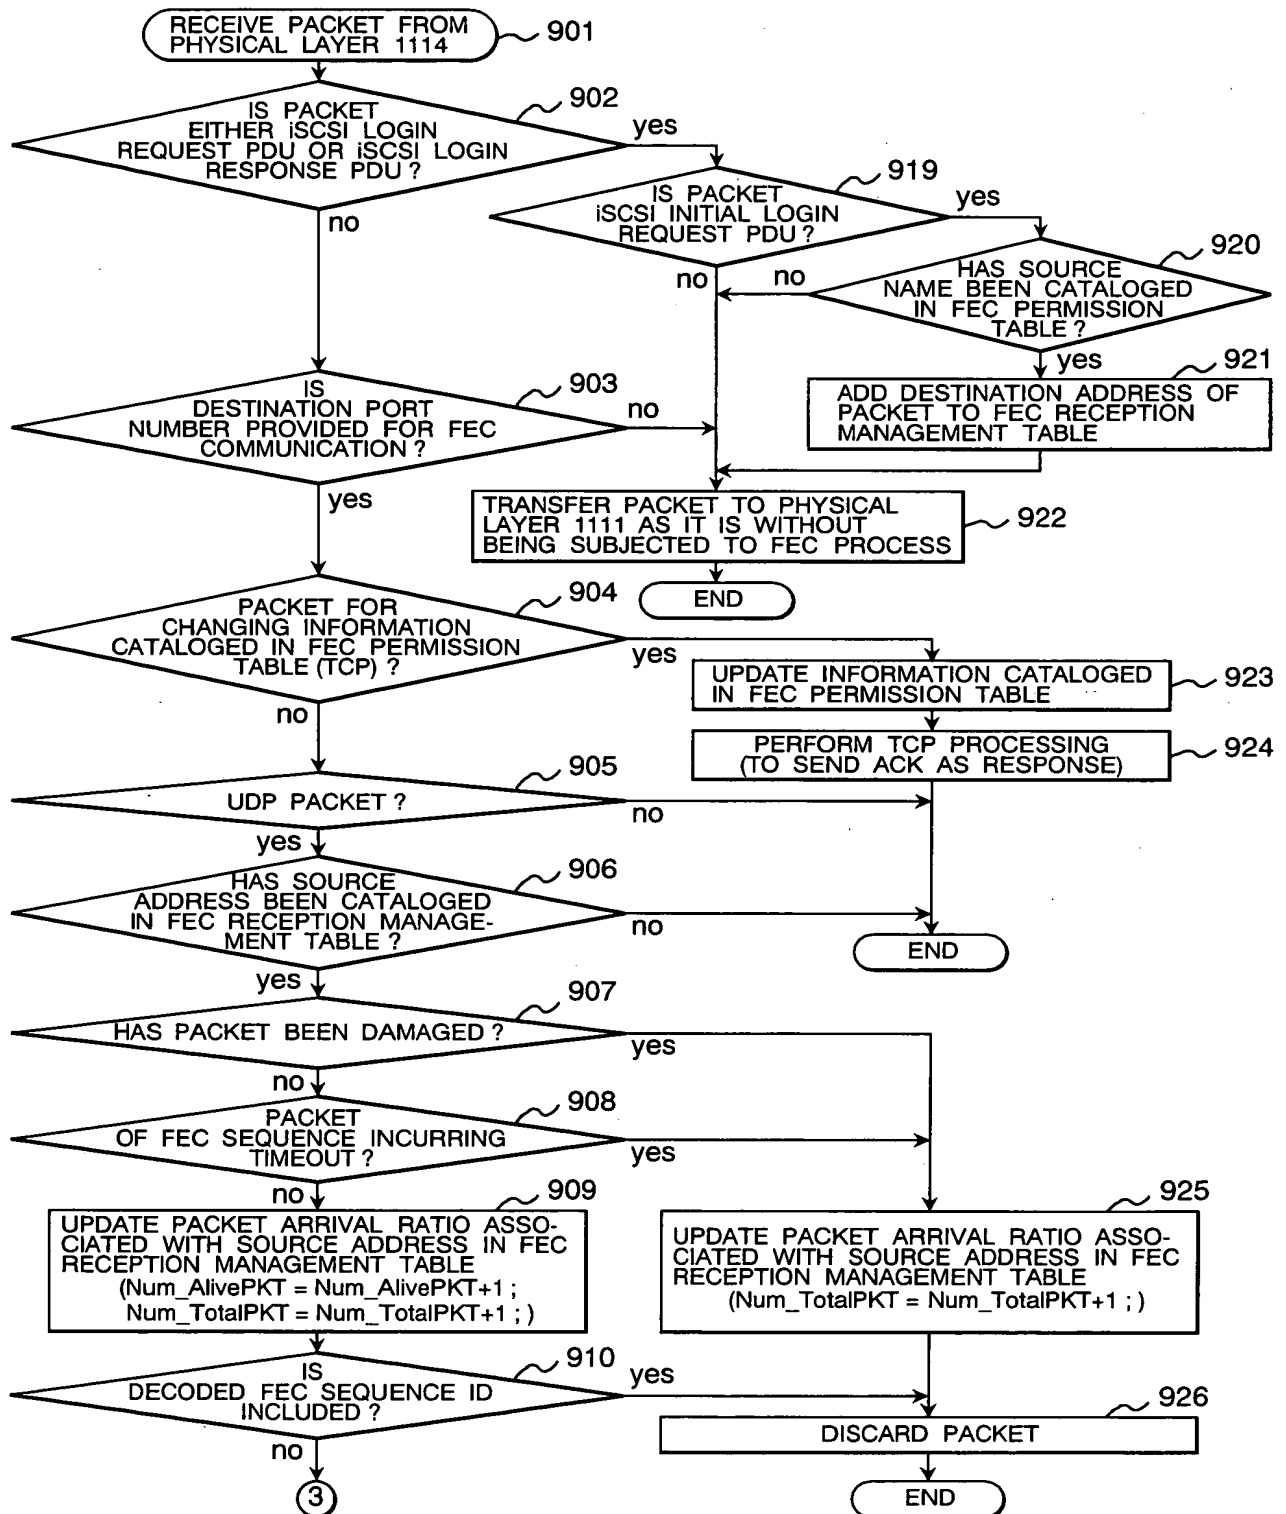 RECEIVE PACKET FROM
PHYSICAL LAYER 1114
901
IS PACKET
EITHER iSCSI LOGIN
REQUEST PDU OR iSCSI LOGIN
RESPONSE PDU ?
902
yes
no
IS PACKET
iSCSI INITIAL LOGIN
REQUEST PDU ?
919
yes
no
HAS SOURCE
NAME BEEN CATALOGED
IN FEC PERMISSION
TABLE ?
920
no
yes
ADD DESTINATION ADDRESS OF
PACKET TO FEC RECEPTION
MANAGEMENT TABLE
921
IS
DESTINATION PORT
NUMBER PROVIDED FOR FEC
COMMUNICATION ?
903
no
yes
TRANSFER PACKET TO PHYSICAL
LAYER 1111 AS IT IS WITHOUT
BEING SUBJECTED TO FEC PROCESS
922
END
PACKET FOR
CHANGING INFORMATION
CATALOGED IN FEC PERMISSION
TABLE (TCP) ?
904
yes
no
UPDATE INFORMATION CATALOGED
IN FEC PERMISSION TABLE
923
PERFORM TCP PROCESSING
(TO SEND ACK AS RESPONSE)
924
UDP PACKET ?
905
no
yes
HAS SOURCE
ADDRESS BEEN CATALOGED
IN FEC RECEPTION MANAGE-
MENT TABLE ?
906
no
yes
END
HAS PACKET BEEN DAMAGED ?
907
yes
no
PACKET
OF FEC SEQUENCE INCURRING
TIMEOUT ?
908
yes
no
UPDATE PACKET ARRIVAL RATIO ASSO-
CIATED WITH SOURCE ADDRESS IN FEC
RECEPTION MANAGEMENT TABLE
(Num_AlivePKT = Num_AlivePKT+1 ;
Num_TotalPKT = Num_TotalPKT+1 ; )
909
UPDATE PACKET ARRIVAL RATIO ASSO-
CIATED WITH SOURCE ADDRESS IN FEC
RECEPTION MANAGEMENT TABLE
(Num_TotalPKT = Num_TotalPKT+1 ; )
925
IS
DECODED FEC SEQUENCE ID
INCLUDED ?
910
yes
no
DISCARD PACKET
926
3
END